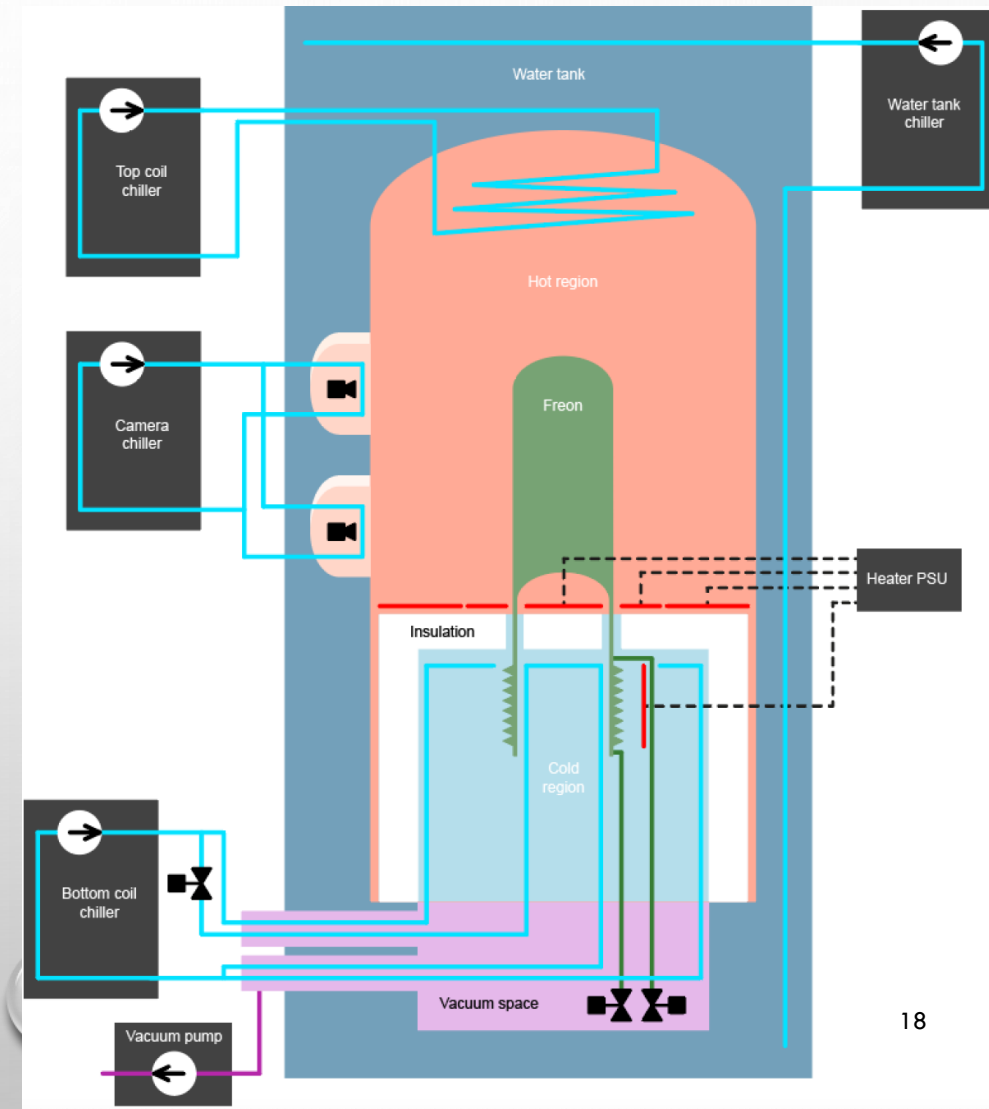 Water tank
Water tank
chiller
Top coil
chiller
Hot region
Camera
chiller
Freon
Heater PSU
Insulation
Cold
region
Bottom coil
chiller
Vacuum space
18
Vacuum pump